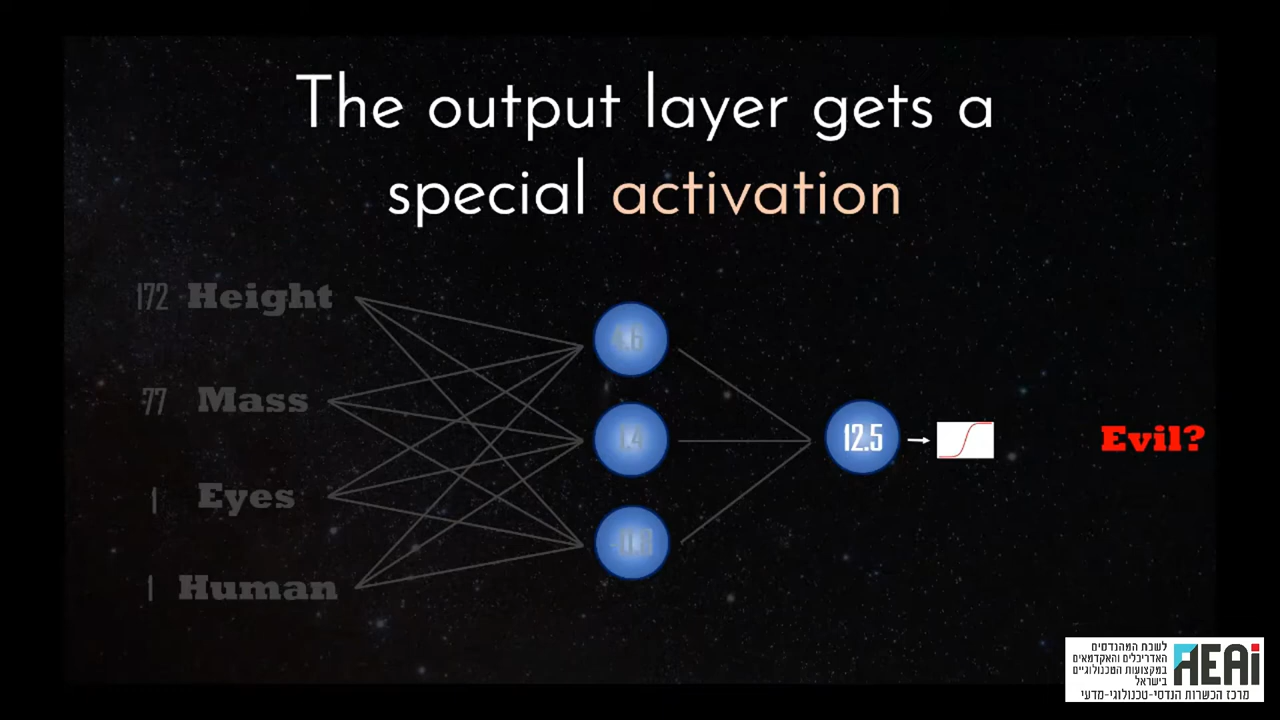 The output layer gets a
special activation
172 Height
77 Mass
1 Eyes
1 Human
4.6
1.4
12.5
Evil?
לשכת המהנדסים
האדריכלים והאקדמאים
במקצועות הטכנולוגיים
בישראל
AEAi
מרכז הכשרות הנדסי-טכנולוגי-מדעי